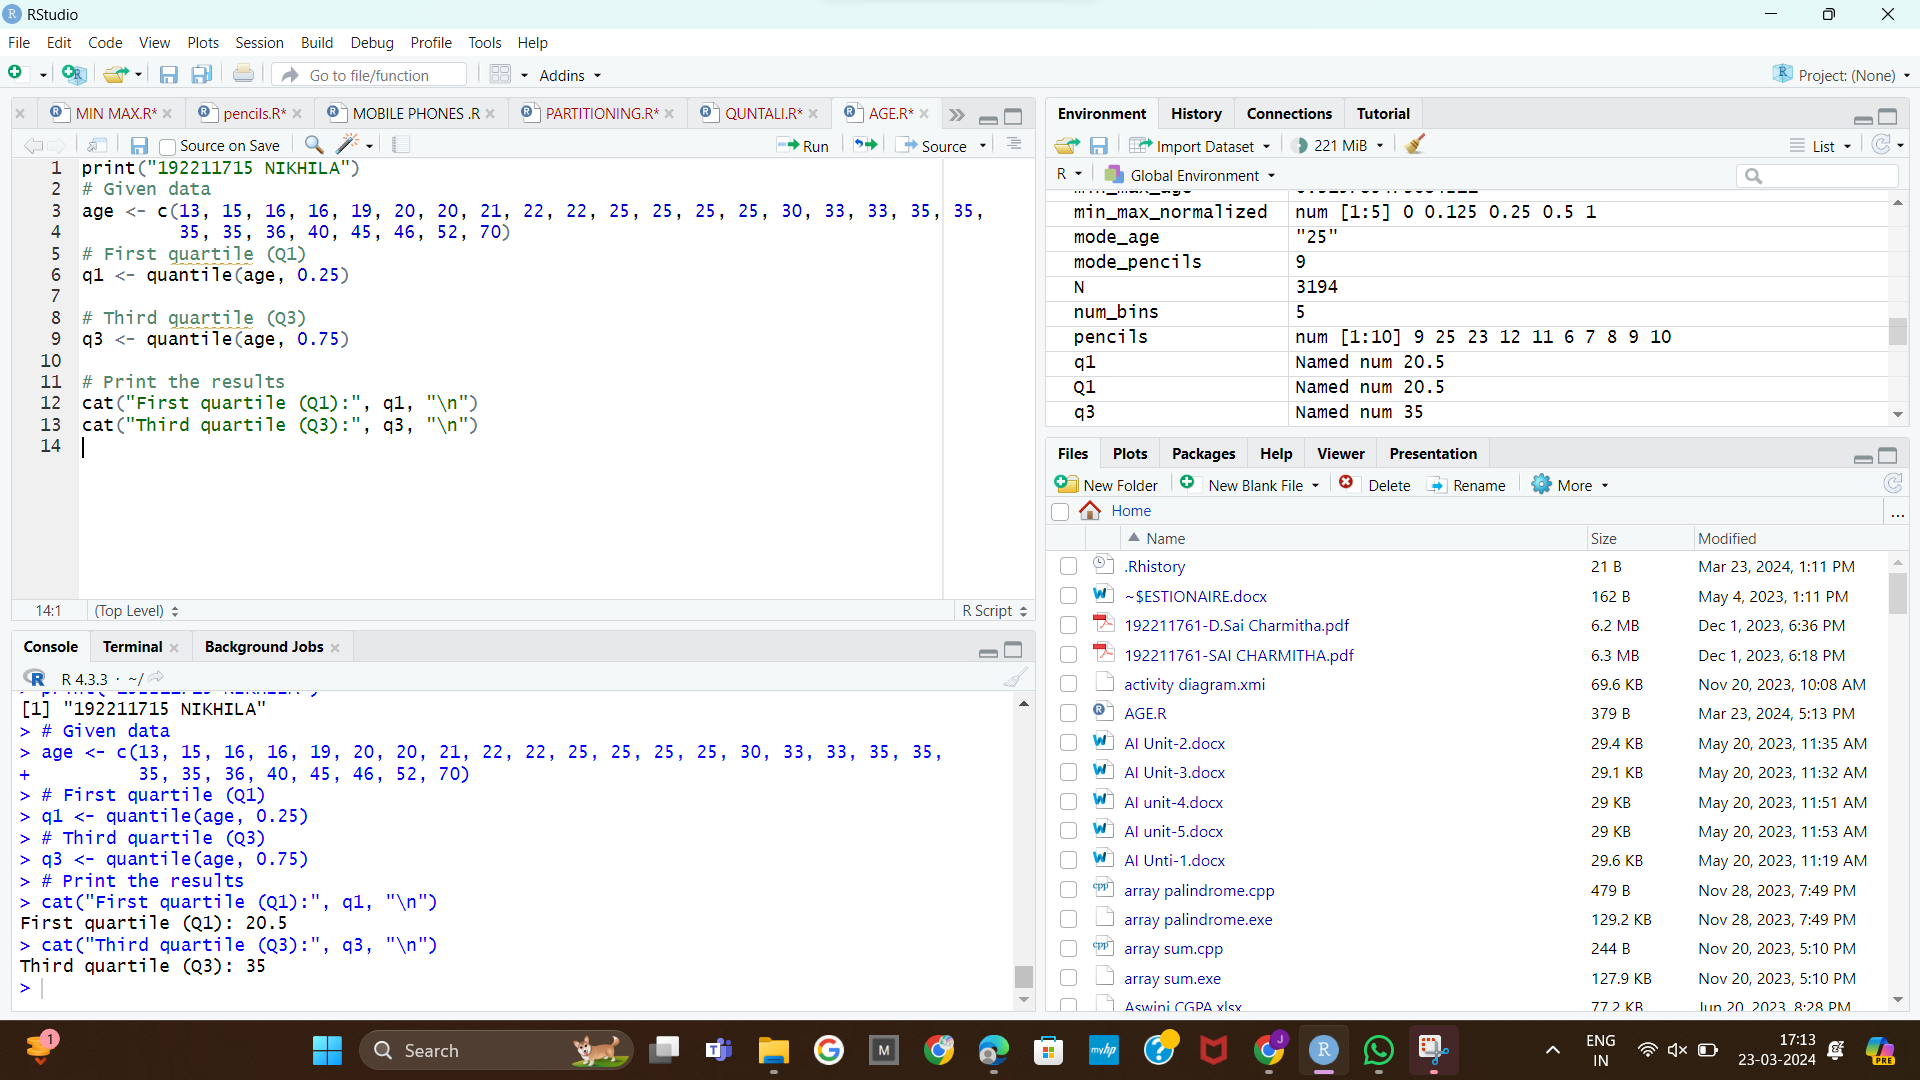 RStudio
File Edit Code View Plots Session Build Debug Profile Tools Help
Go to file/function Addins Project: (None)
MIN MAX.R* pencils.R* MOBILE PHONES .R PARTITIONING.R* QUNTALI.R* AGE.R*
Source on Save Run Source
1 print("192211715 NIKHILA")
2 # Given data
3 age <- c(13, 15, 16, 16, 19, 20, 20, 21, 22, 22, 25, 25, 25, 25, 30, 33, 33, 35, 35,
4 35, 35, 36, 40, 45, 46, 52, 70)
5 # First quartile (Q1)
6 q1 <- quantile(age, 0.25)
7
8 # Third quartile (Q3)
9 q3 <- quantile(age, 0.75)
10
11 # Print the results
12 cat("First quartile (Q1):", q1, "\n")
13 cat("Third quartile (Q3):", q3, "\n")
14
14:1 (Top Level) R Script
Console Terminal Background Jobs
R 4.3.3 · ~/
> print("192211715 NIKHILA")
[1] "192211715 NIKHILA"
> # Given data
> age <- c(13, 15, 16, 16, 19, 20, 20, 21, 22, 22, 25, 25, 25, 25, 30, 33, 33, 35, 35,
+ 35, 35, 36, 40, 45, 46, 52, 70)
> # First quartile (Q1)
> q1 <- quantile(age, 0.25)
> # Third quartile (Q3)
> q3 <- quantile(age, 0.75)
> # Print the results
> cat("First quartile (Q1):", q1, "\n")
First quartile (Q1): 20.5
> cat("Third quartile (Q3):", q3, "\n")
Third quartile (Q3): 35
>
Environment History Connections Tutorial
Import Dataset 221 MiB List
R Global Environment
min_max_age
min_max_normalized num [1:5] 0 0.125 0.25 0.5 1
mode_age "25"
mode_pencils 9
N 3194
num_bins 5
pencils num [1:10] 9 25 23 12 11 6 7 8 9 10
q1 Named num 20.5
Q1 Named num 20.5
q3 Named num 35
Files Plots Packages Help Viewer Presentation
New Folder New Blank File Delete Rename More
Home ...
Name Size Modified
.Rhistory 21 B Mar 23, 2024, 1:11 PM
~$ESTIONAIRE.docx 162 B May 4, 2023, 1:11 PM
192211761-D.Sai Charmitha.pdf 6.2 MB Dec 1, 2023, 6:36 PM
192211761-SAI CHARMITHA.pdf 6.3 MB Dec 1, 2023, 6:18 PM
activity diagram.xmi 69.6 KB Nov 20, 2023, 10:08 AM
AGE.R 379 B Mar 23, 2024, 5:13 PM
AI Unit-2.docx 29.4 KB May 20, 2023, 11:35 AM
AI Unit-3.docx 29.1 KB May 20, 2023, 11:32 AM
AI unit-4.docx 29 KB May 20, 2023, 11:51 AM
AI unit-5.docx 29 KB May 20, 2023, 11:53 AM
AI Unti-1.docx 29.6 KB May 20, 2023, 11:19 AM
array palindrome.cpp 479 B Nov 28, 2023, 7:49 PM
array palindrome.exe 129.2 KB Nov 28, 2023, 7:49 PM
array sum.cpp 244 B Nov 20, 2023, 5:10 PM
array sum.exe 127.9 KB Nov 20, 2023, 5:10 PM
Aswini CGPA.xlsx 77.2 KB Jun 20, 2023, 8:28 PM
1 Search M myhp J R ENG 17:13
IN 23-03-2024 PRE